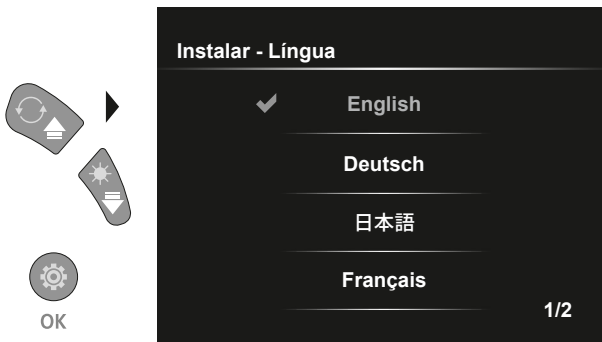 Instalar - Língua
English
Deutsch
日本語
Français
1/2
OK